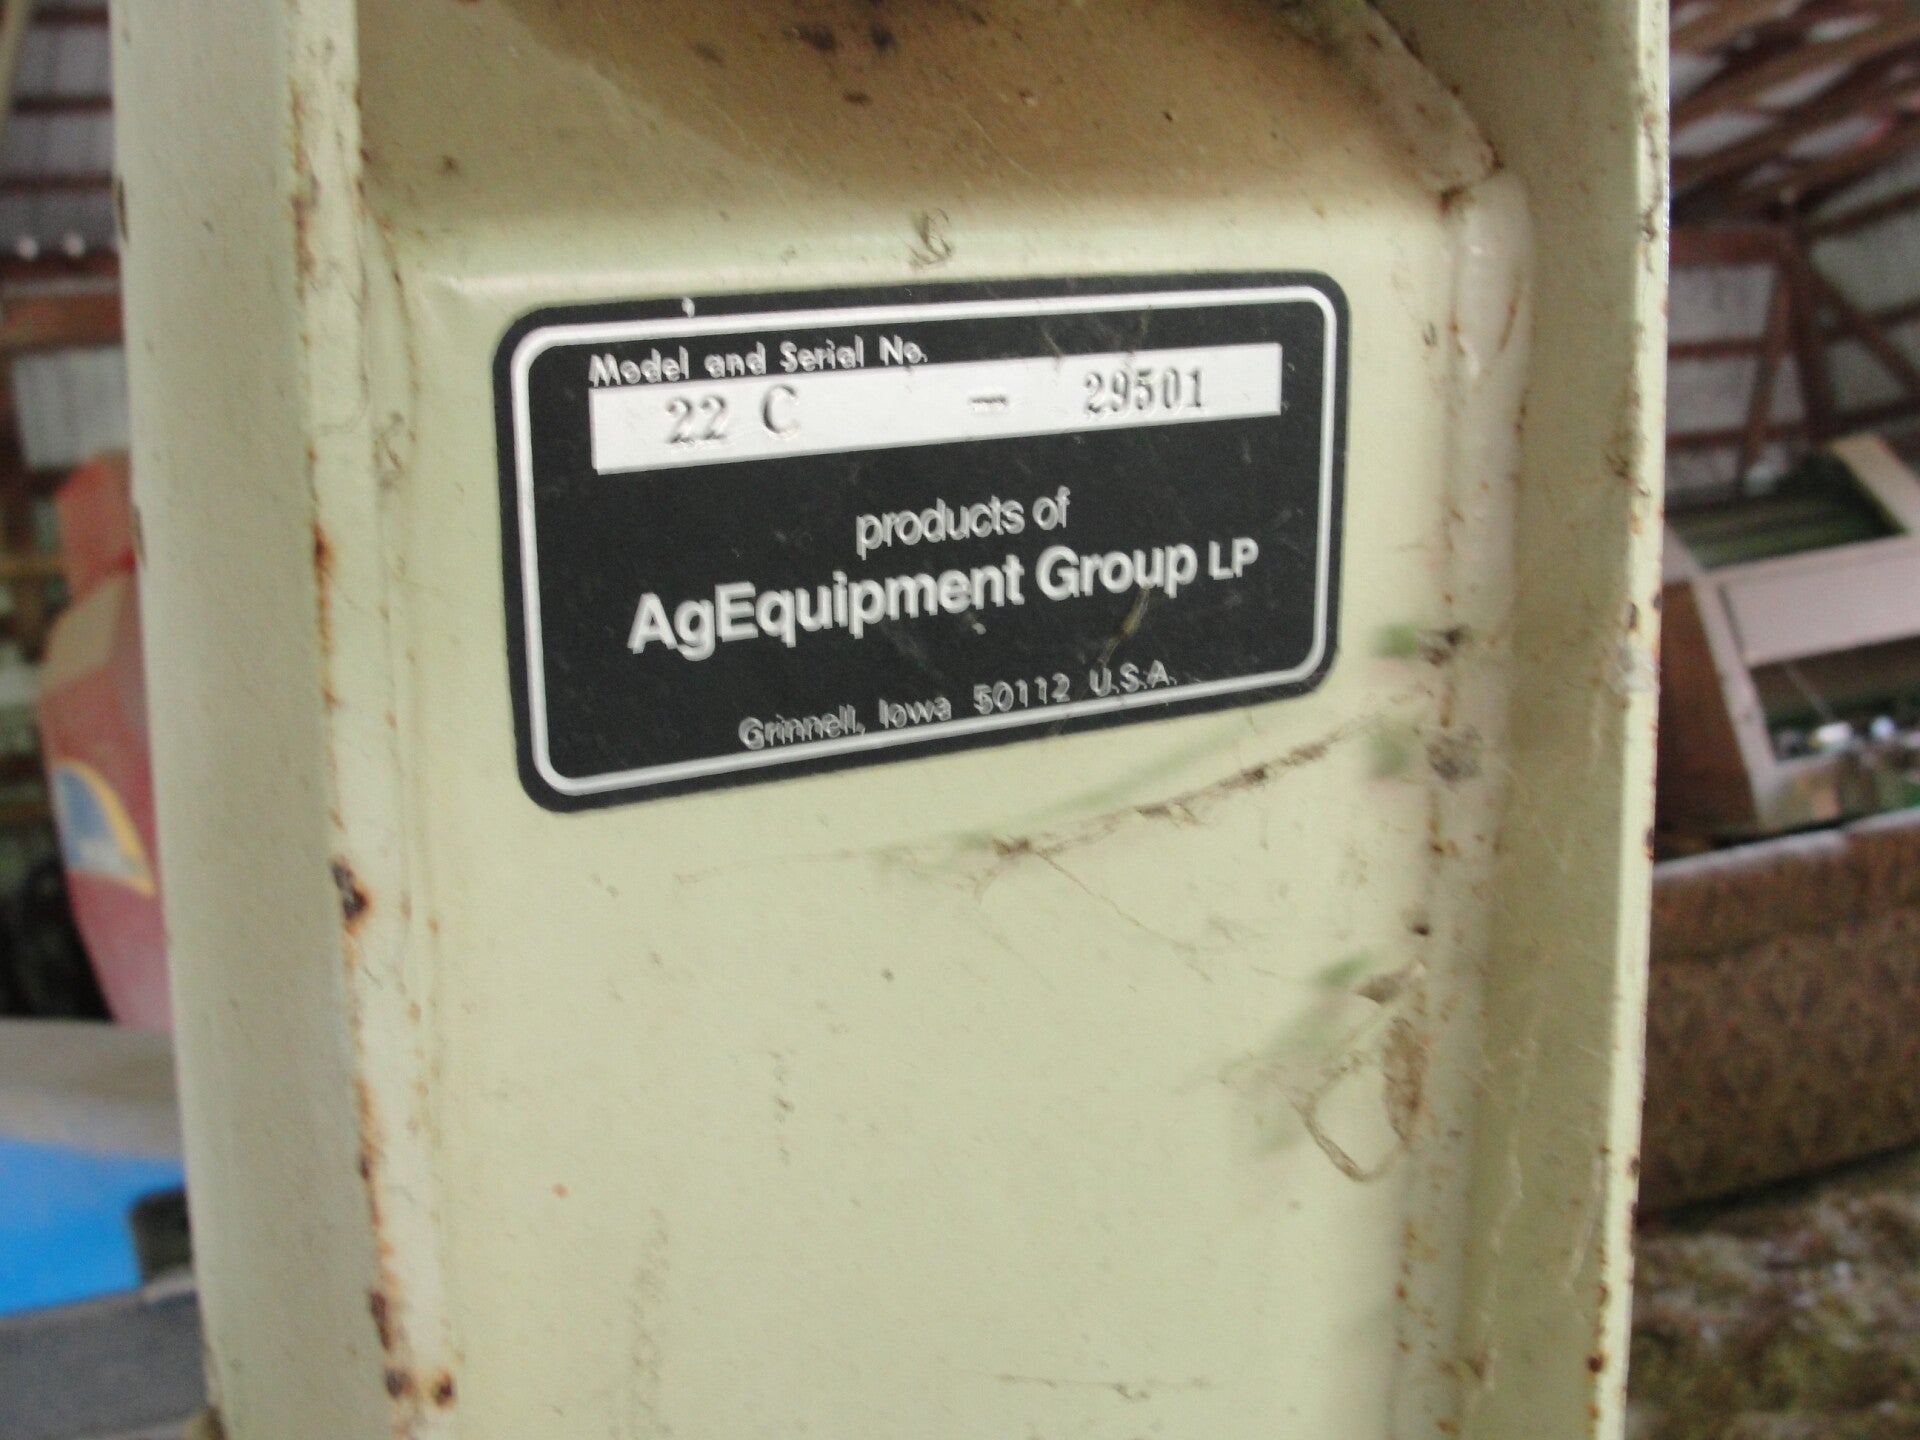 Model and Serial No.
22 C - 29501
products of
AgEquipment Group LP
Grinnell, Iowa 50112 U.S.A.